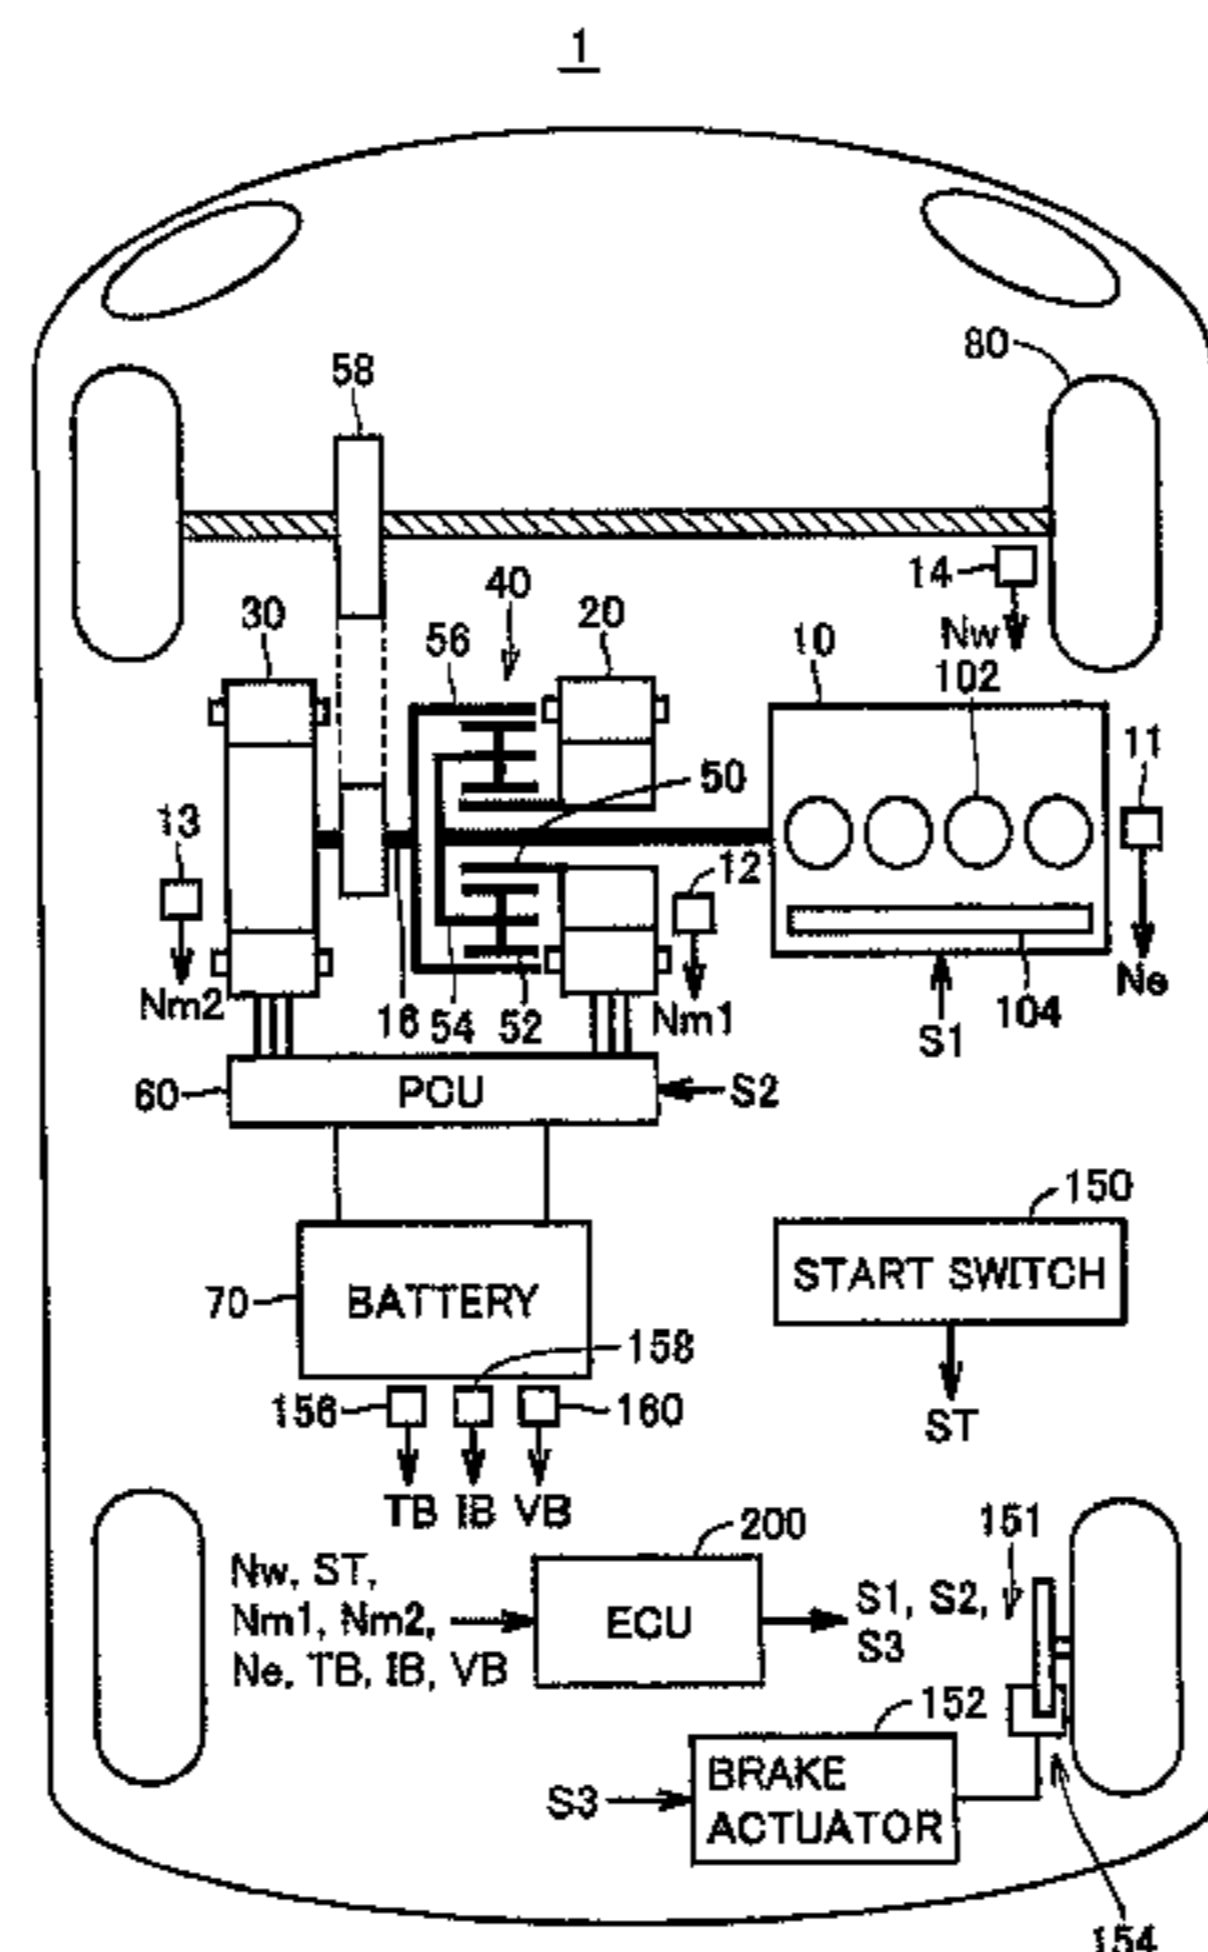 1
58
80
14
Nw
40
30
56
20
10
102
11
50
13
12
Nm2
16
54
52
Nm1
S1
104
Ne
60
PCU
S2
150
START SWITCH
70
BATTERY
158
156
160
ST
TB IB VB
200
151
Nw, ST,
Nm1, Nm2,
Ne, TB, IB, VB
ECU
S1, S2,
S3
152
BRAKE
ACTUATOR
S3
154